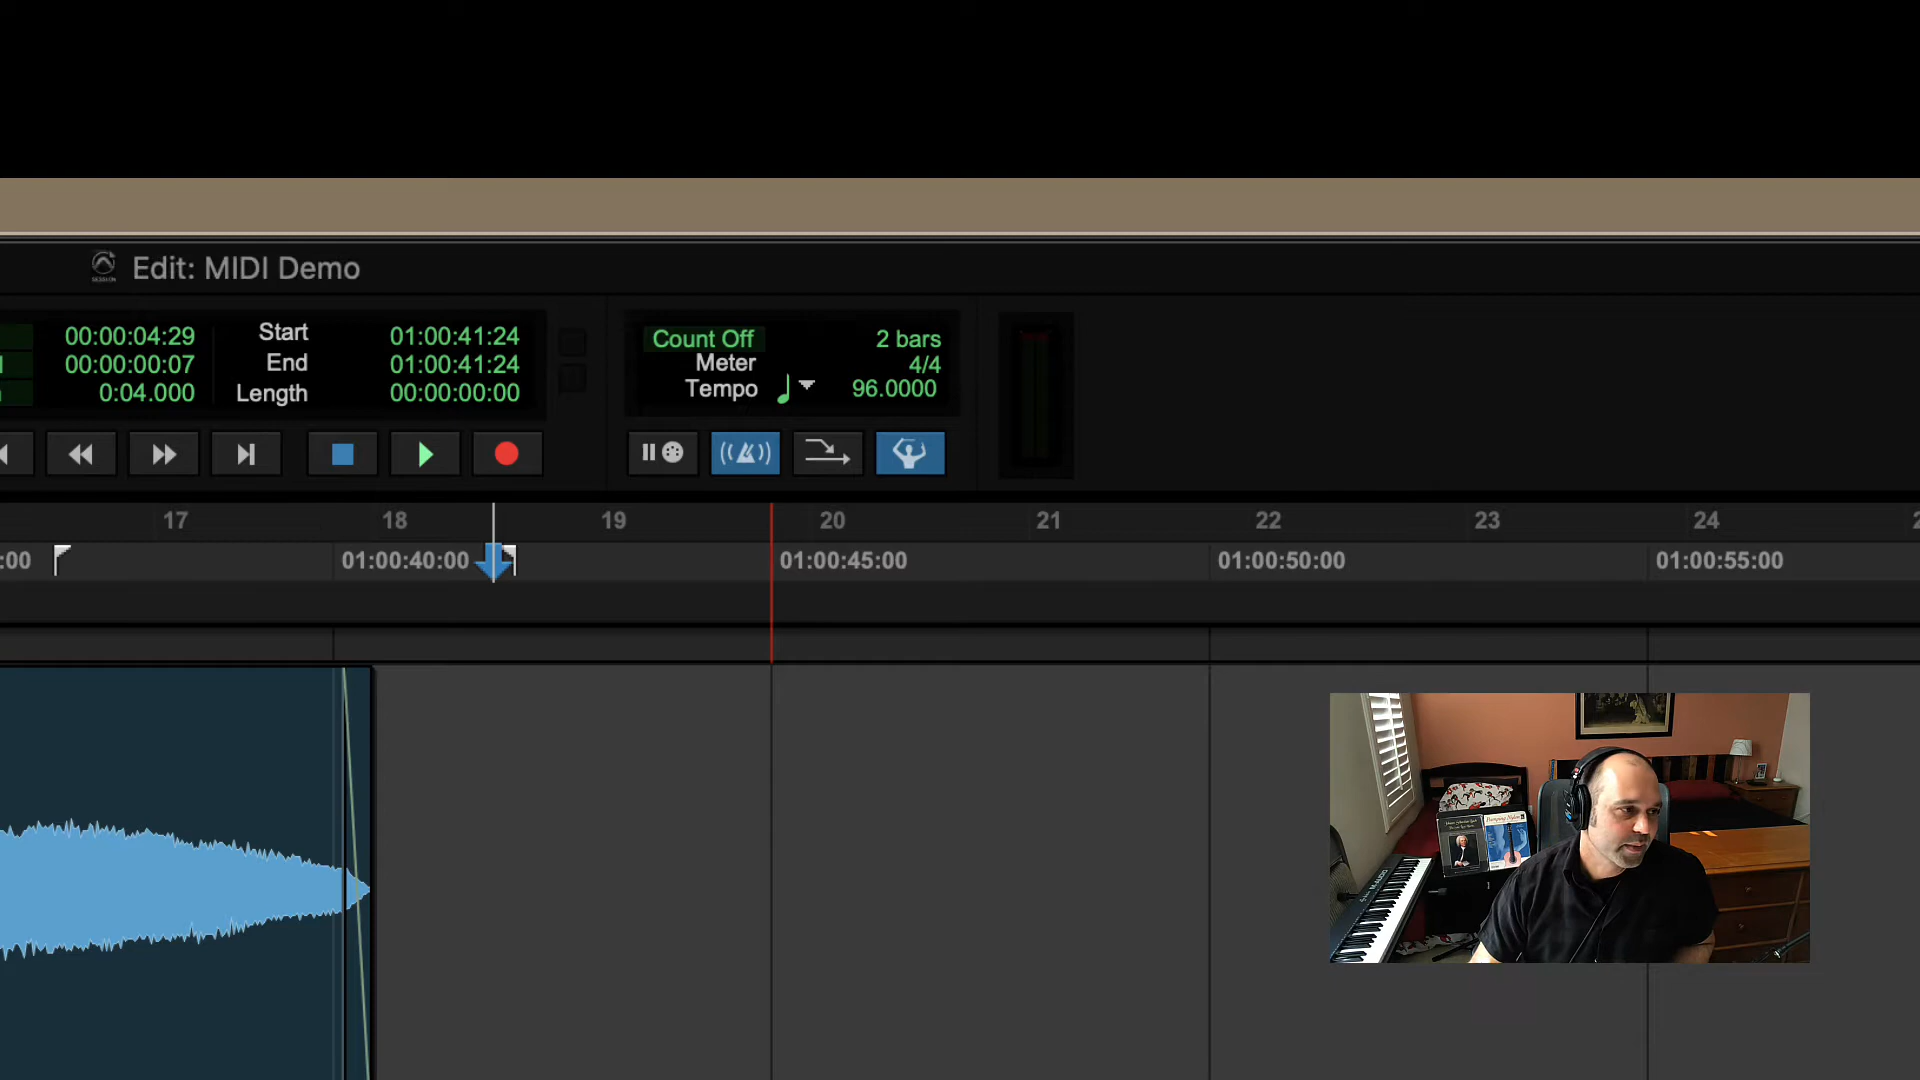 Edit: MIDI Demo
00:00:04:29 Start 01:00:41:24
00:00:00:07 End 01:00:41:24
0:04.000 Length 00:00:00:00
Count Off 2 bars
Meter 4/4
Tempo 96.0000
17 18 19 20 21 22 23 24
:00 01:00:40:00 01:00:45:00 01:00:50:00 01:00:55:00
M-AUDIO